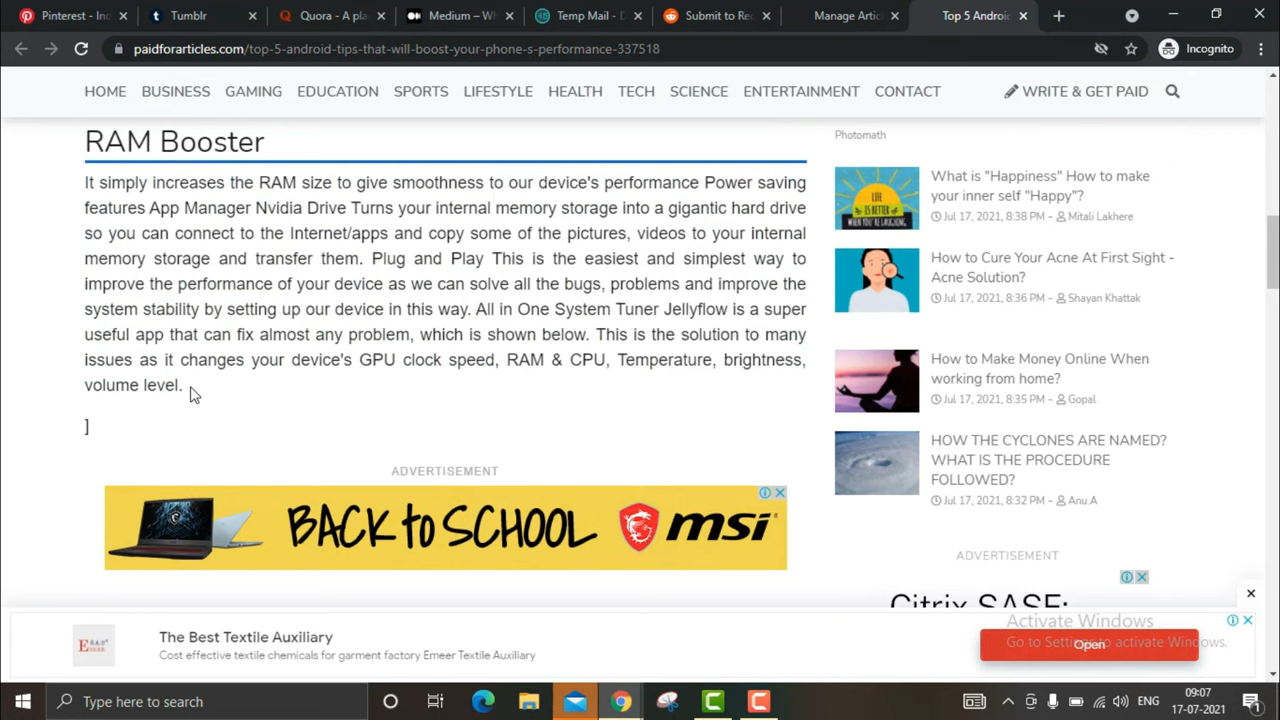 Pinterest - Ind
Tumblr
Quora - A pla
Medium – Wh
Temp Mail - D
Submit to Red
Manage Artic
Top 5 Androi
paidforarticles.com/top-5-android-tips-that-will-boost-your-phone-s-performance-337518
Incognito
HOME BUSINESS GAMING EDUCATION SPORTS LIFESTYLE HEALTH TECH SCIENCE ENTERTAINMENT CONTACT WRITE & GET PAID
RAM Booster
It simply increases the RAM size to give smoothness to our device's performance Power saving
features App Manager Nvidia Drive Turns your internal memory storage into a gigantic hard drive
so you can connect to the Internet/apps and copy some of the pictures, videos to your internal
memory storage and transfer them. Plug and Play This is the easiest and simplest way to
improve the performance of your device as we can solve all the bugs, problems and improve the
system stability by setting up our device in this way. All in One System Tuner Jellyflow is a super
useful app that can fix almost any problem, which is shown below. This is the solution to many
issues as it changes your device's GPU clock speed, RAM & CPU, Temperature, brightness,
volume level.
]
ADVERTISEMENT
BACK to SCHOOL msi
Photomath
LIFE IS BETTER WHEN YOU'RE LAUGHING
What is "Happiness" How to make
your inner self "Happy"?
Jul 17, 2021, 8:38 PM - Mitali Lakhere
How to Cure Your Acne At First Sight -
Acne Solution?
Jul 17, 2021, 8:36 PM - Shayan Khattak
How to Make Money Online When
working from home?
Jul 17, 2021, 8:35 PM - Gopal
HOW THE CYCLONES ARE NAMED?
WHAT IS THE PROCEDURE
FOLLOWED?
Jul 17, 2021, 8:32 PM - Anu.A
ADVERTISEMENT
Citrix SASE:
The Best Textile Auxiliary
Cost effective textile chemicals for garment factory Emeer Textile Auxiliary
Open
Activate Windows
Go to Settings to activate Windows.
Type here to search
ENG
09:07
17-07-2021
1